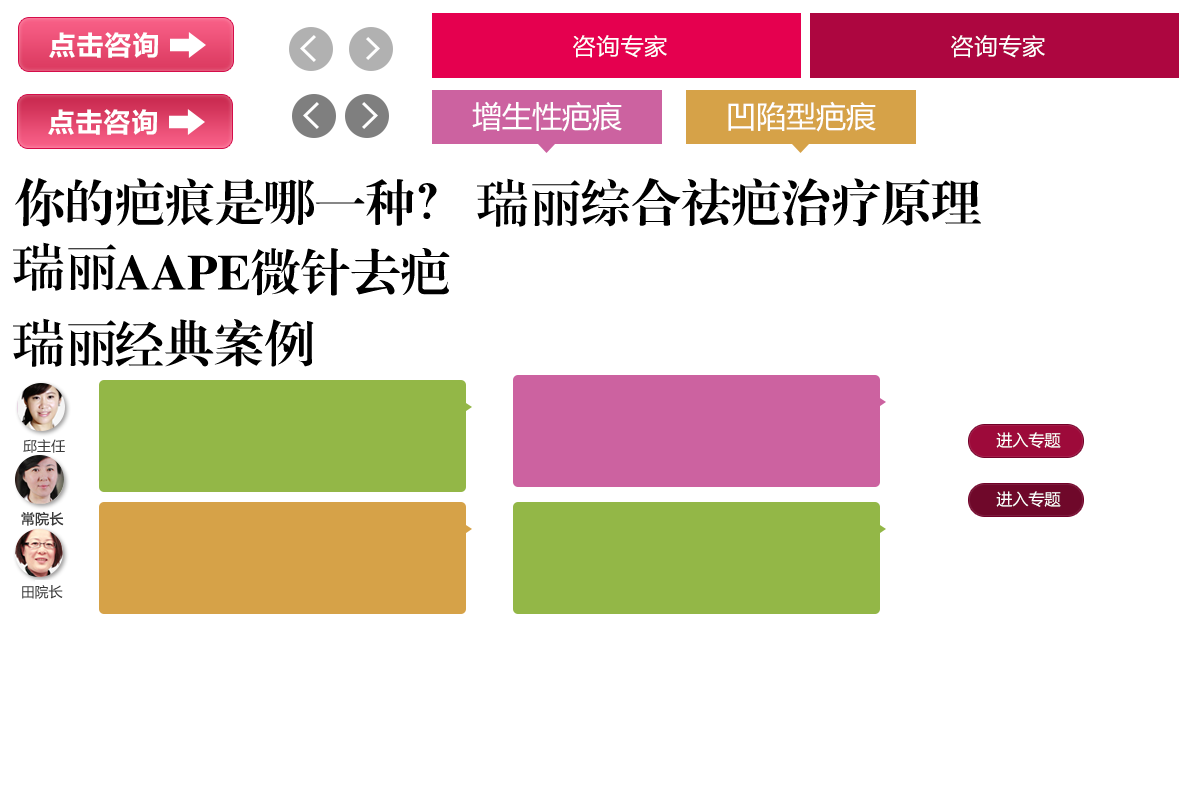 点击咨询
咨询专家
咨询专家
点击咨询
增生性疤痕
凹陷型疤痕
你的疤痕是哪一种？
瑞丽综合祛疤治疗原理
瑞丽AAPE微针去疤
瑞丽经典案例
邱主任
进入专题
常院长
进入专题
田院长